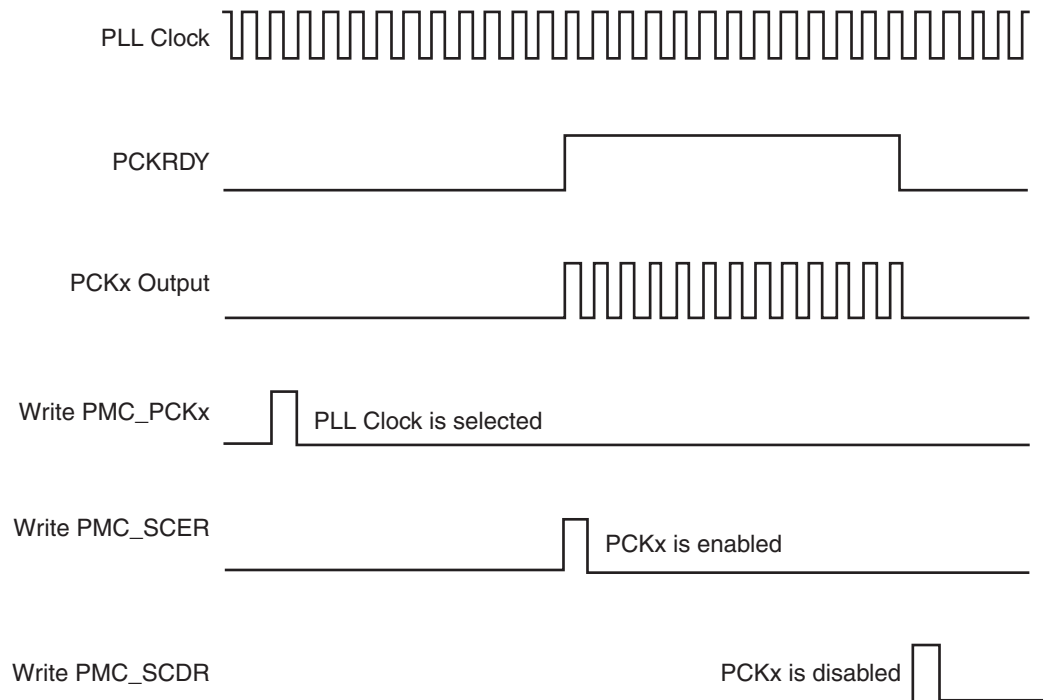 PLL Clock
PCKRDY
PCKx Output
Write PMC_PCKx
PLL Clock is selected
Write PMC_SCER
PCKx is enabled
Write PMC_SCDR
PCKx is disabled